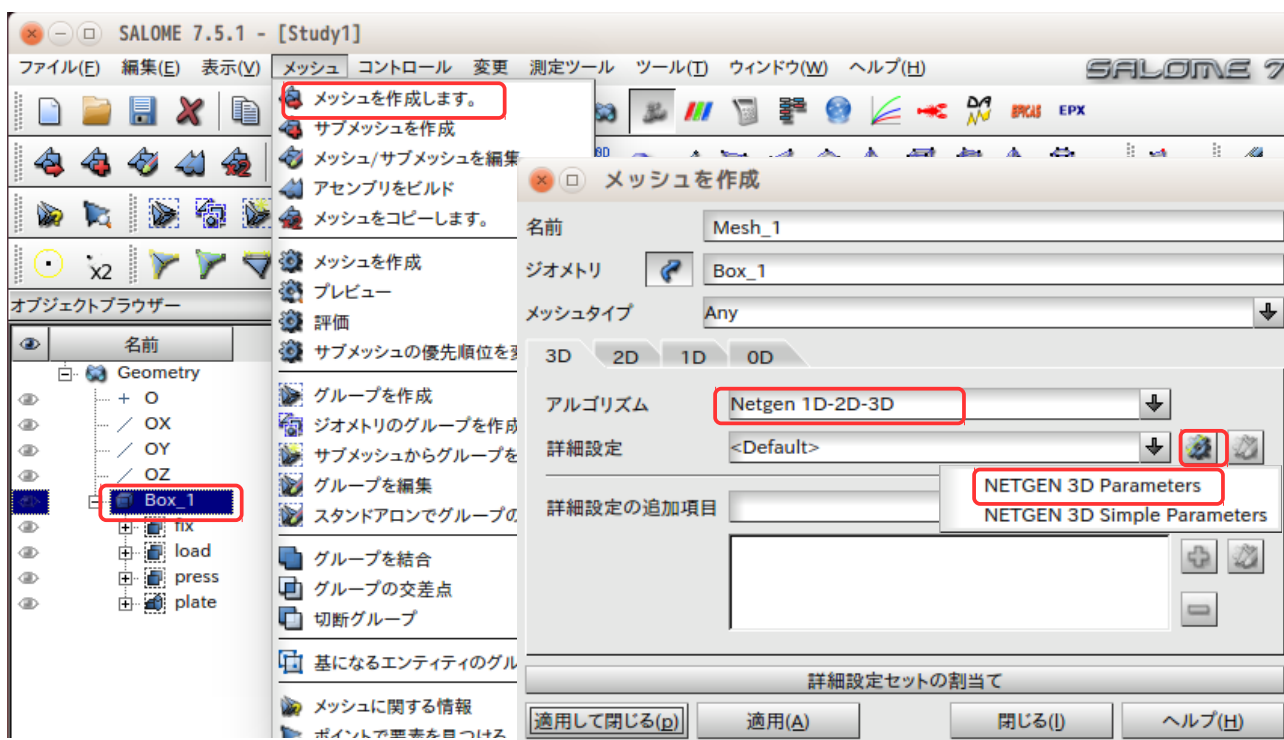 SALOME 7.5.1 - [Study1]
ファイル(F) 編集(E) 表示(V) メッシュ コントロール 変更 測定ツール ツール(T) ウィンドウ(W) ヘルプ(H)
SALOME 7
メッシュを作成します。
サブメッシュを作成
メッシュ/サブメッシュを編集
アセンブリをビルド
メッシュをコピーします。
メッシュを作成
プレビュー
評価
サブメッシュの優先順位を変
グループを作成
ジオメトリのグループを作成
サブメッシュからグループを
グループを編集
スタンドアロンでグループの
グループを結合
グループの交差点
切断グループ
基になるエンティティのグル
メッシュに関する情報
ポイントで要素を見つける
EPX
x2
オブジェクトブラウザー
名前
Geometry
O
OX
OY
OZ
Box_1
fix
load
press
plate
メッシュを作成
名前 Mesh_1
ジオメトリ Box_1
メッシュタイプ Any
3D 2D 1D 0D
アルゴリズム Netgen 1D-2D-3D
詳細設定 <Default>
NETGEN 3D Parameters
NETGEN 3D Simple Parameters
詳細設定の追加項目
詳細設定セットの割当て
適用して閉じる(p) 適用(A) 閉じる(l) ヘルプ(H)